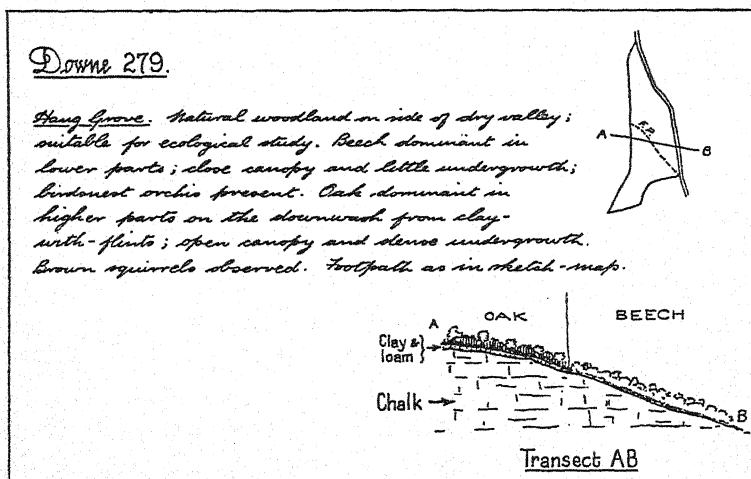 Downe 279.
Hang Grove. Natural woodland on side of dry valley;
suitable for ecological study. Beech dominant in
lower parts; close canopy and little undergrowth;
birdsnest orchis present. Oak dominant in
higher parts on the downwash from clay-
with-flints; open canopy and dense undergrowth.
Brown squirrels observed. Footpath as in sketch-map.
A
F.P.
B
OAK
BEECH
A
Clay &
loam
Chalk
B
Transect AB